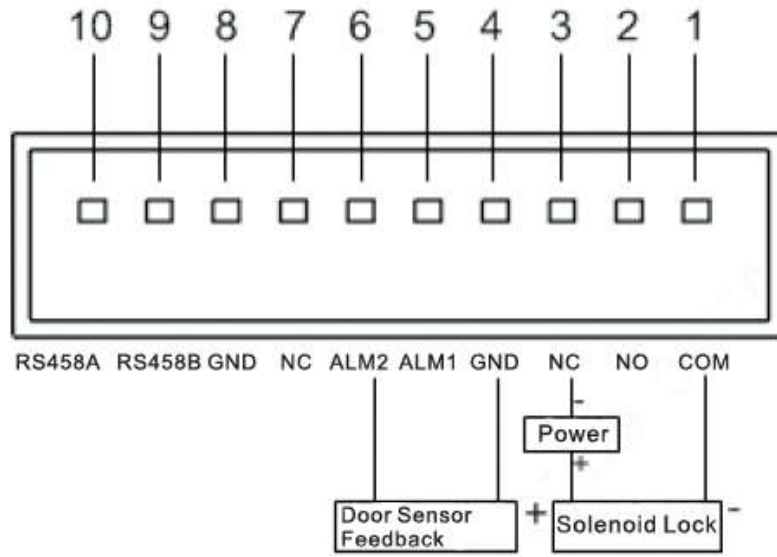 10 9 8 7 6 5 4 3 2 1
RS458A RS458B GND NC ALM2 ALM1 GND NC NO COM
-
Power
+
Door Sensor
Feedback
+ Solenoid Lock -